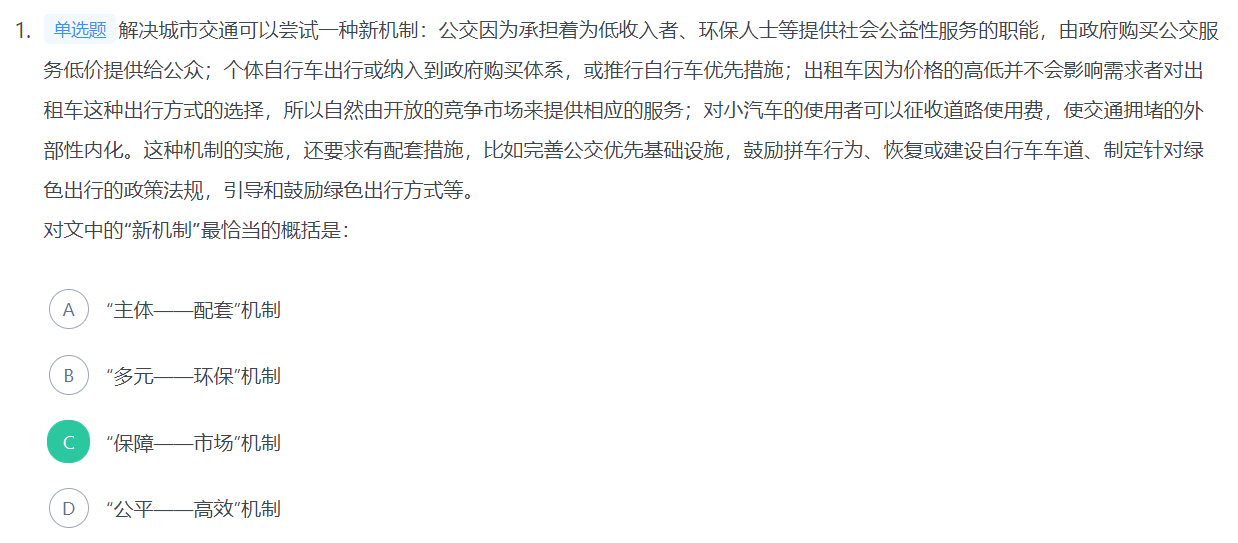 1. 单选题 解决城市交通可以尝试一种新机制：公交因为承担着为低收入者、环保人士等提供社会公益性服务的职能，由政府购买公交服
务低价提供给公众；个体自行车出行或纳入到政府购买体系，或推行自行车优先措施；出租车因为价格的高低并不会影响需求者对出
租车这种出行方式的选择，所以自然由开放的竞争市场来提供相应的服务；对小汽车的使用者可以征收道路使用费，使交通拥堵的外
部性内化。这种机制的实施，还要求有配套措施，比如完善公交优先基础设施，鼓励拼车行为、恢复或建设自行车车道、制定针对绿
色出行的政策法规，引导和鼓励绿色出行方式等。
对文中的“新机制”最恰当的概括是：
A “主体——配套”机制
B “多元——环保”机制
C “保障——市场”机制
D “公平——高效”机制